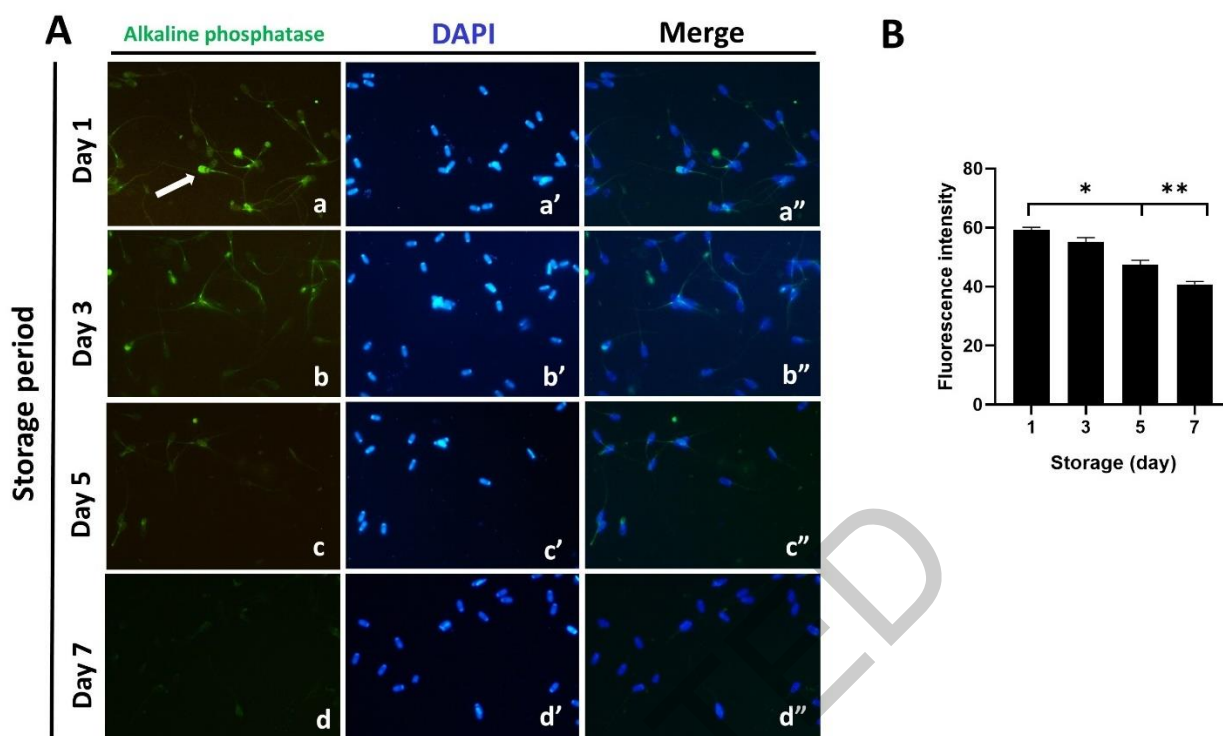 A
Alkaline phosphatase
DAPI
Merge
Storage period
Day 1
a
a’
a”
Day 3
b
b’
b”
Day 5
c
c’
c”
Day 7
d
d’
d”
B
Fluorescence intensity
80
60
40
20
0
*
**
1 3 5 7
Storage (day)